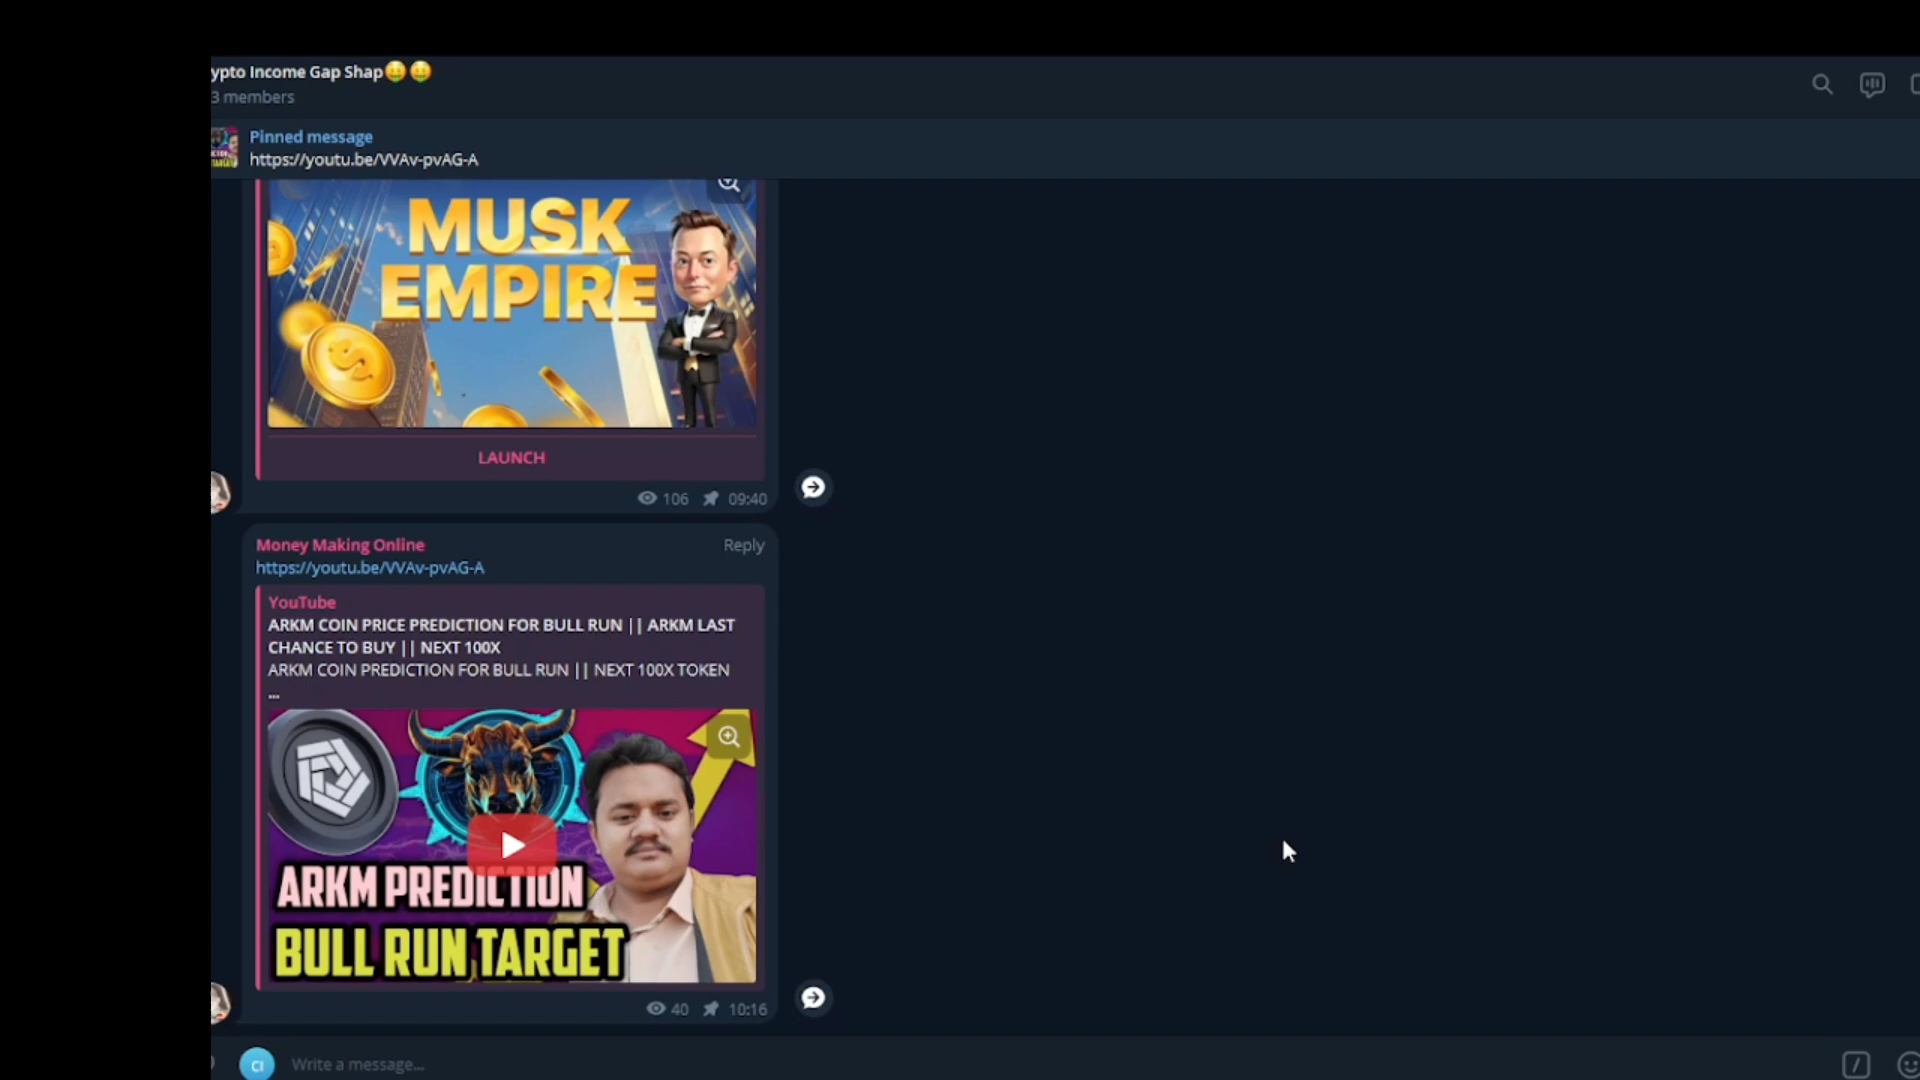 ypto Income Gap Shap🤑🤑
3 members
Pinned message
https://youtu.be/VVAv-pvAG-A
MUSK
EMPIRE
LAUNCH
106 09:40
Money Making Online Reply
https://youtu.be/VVAv-pvAG-A
YouTube
ARKM COIN PRICE PREDICTION FOR BULL RUN || ARKM LAST
CHANCE TO BUY || NEXT 100X
ARKM COIN PREDICTION FOR BULL RUN || NEXT 100X TOKEN
...
ARKM PREDICTION
BULL RUN TARGET
40 10:16
CI Write a message...